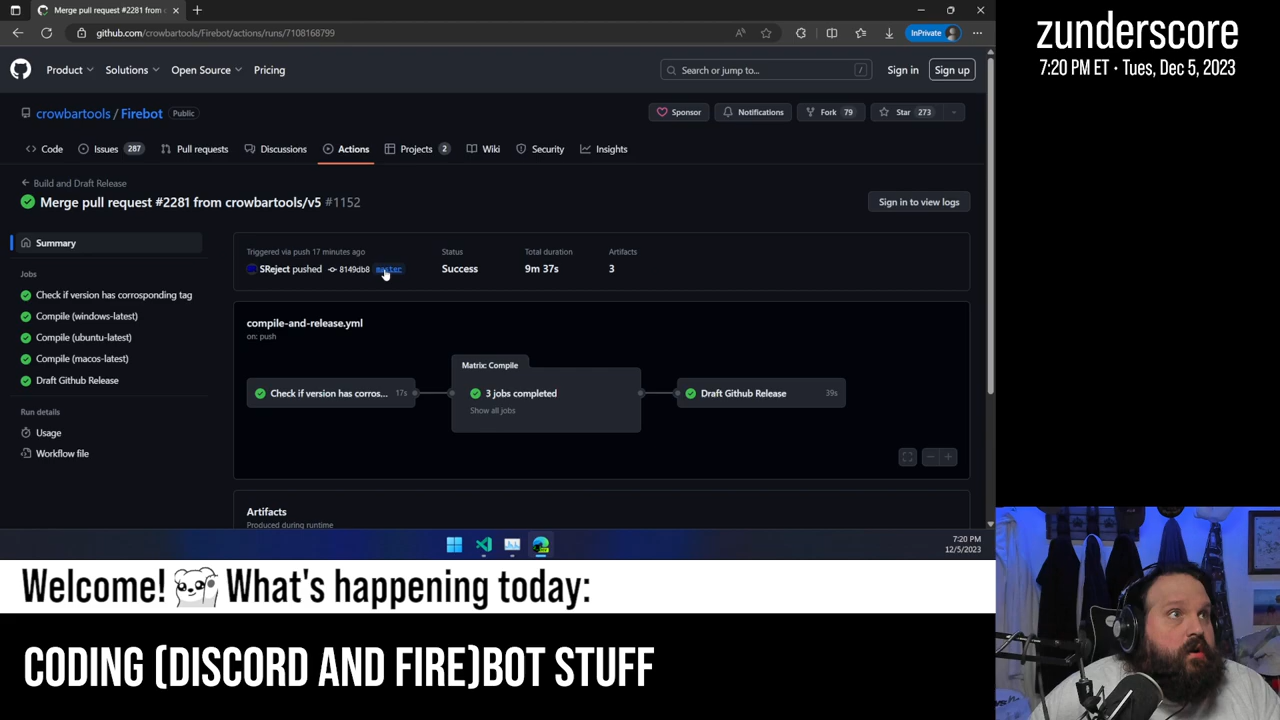 Merge pull request #2281 from c
github.com/crowbartools/Firebot/actions/runs/7108168799
InPrivate
Product
Solutions
Open Source
Pricing
Search or jump to...
/
Sign in
Sign up
crowbartools / Firebot
Public
Sponsor
Notifications
Fork 79
Star 273
Code
Issues 287
Pull requests
Discussions
Actions
Projects 2
Wiki
Security
Insights
Build and Draft Release
Merge pull request #2281 from crowbartools/v5 #1152
Sign in to view logs
Summary
Jobs
Check if version has corresponding tag
Compile (windows-latest)
Compile (ubuntu-latest)
Compile (macos-latest)
Draft Github Release
Run details
Usage
Workflow file
Triggered via push 17 minutes ago
SReject pushed 8149db8 master
Status
Success
Total duration
9m 37s
Artifacts
3
compile-and-release.yml
on: push
Matrix: Compile
Check if version has corros... 17s
3 jobs completed
Show all jobs
Draft Github Release 39s
Artifacts
Produced during runtime
7:20 PM
12/5/2023
zunderscore
7:20 PM ET • Tues, Dec 5, 2023
Welcome! What's happening today:
CODING (DISCORD AND FIRE)BOT STUFF